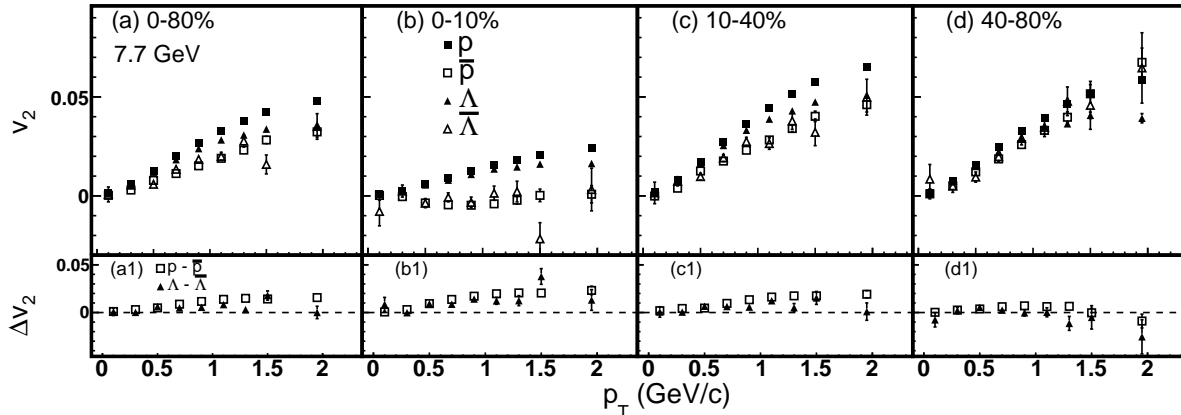 (a) 0-80%
(b) 0-10%
(c) 10-40%
(d) 40-80%
7.7 GeV
p
p̅
Λ
Λ̅
v₂
0.05
0
(a1)
p - p̅
Λ - Λ̅
(b1)
(c1)
(d1)
Δv₂
0.05
0
0 0.5 1 1.5 2
0 0.5 1 1.5 2
0 0.5 1 1.5 2
0 0.5 1 1.5 2
p_T (GeV/c)